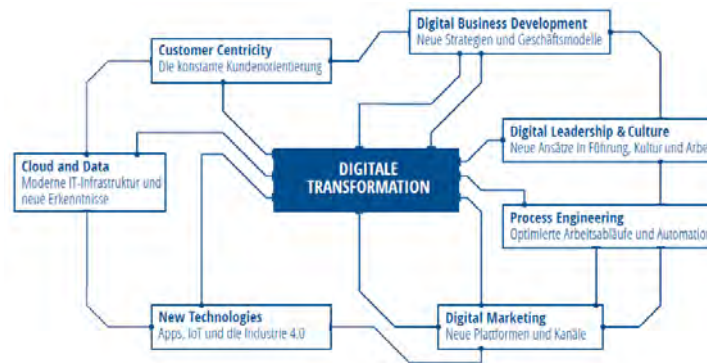 Digital Business Development
Neue Strategien und Geschäftsmodelle
Customer Centricity
Die konstante Kundenorientierung
Digital Leadership & Culture
Neue Ansätze in Führung, Kultur und Arbe
DIGITALE
TRANSFORMATION
Cloud and Data
Moderne IT-Infrastruktur und
neue Erkenntnisse
Process Engineering
Optimierte Arbeitsabläufe und Automation
New Technologies
Apps, IoT und die Industrie 4.0
Digital Marketing
Neue Plattformen und Kanäle